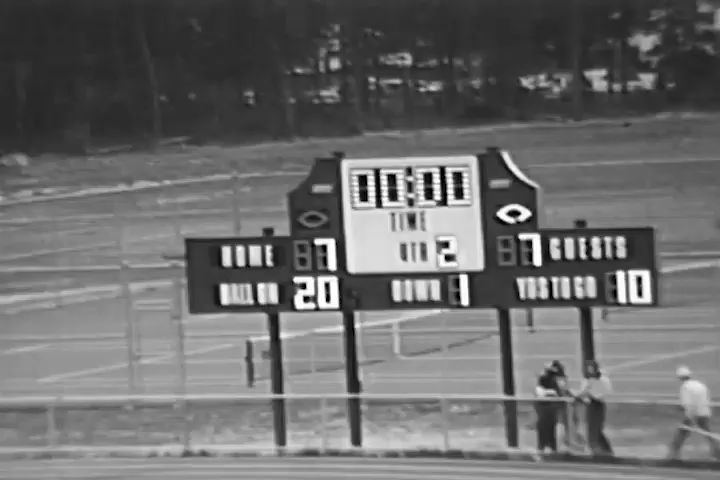 00:00
TIME
HOME 7 QTR 2 7 GUESTS
BALL ON 20 DOWN 1 YDS TO GO 10